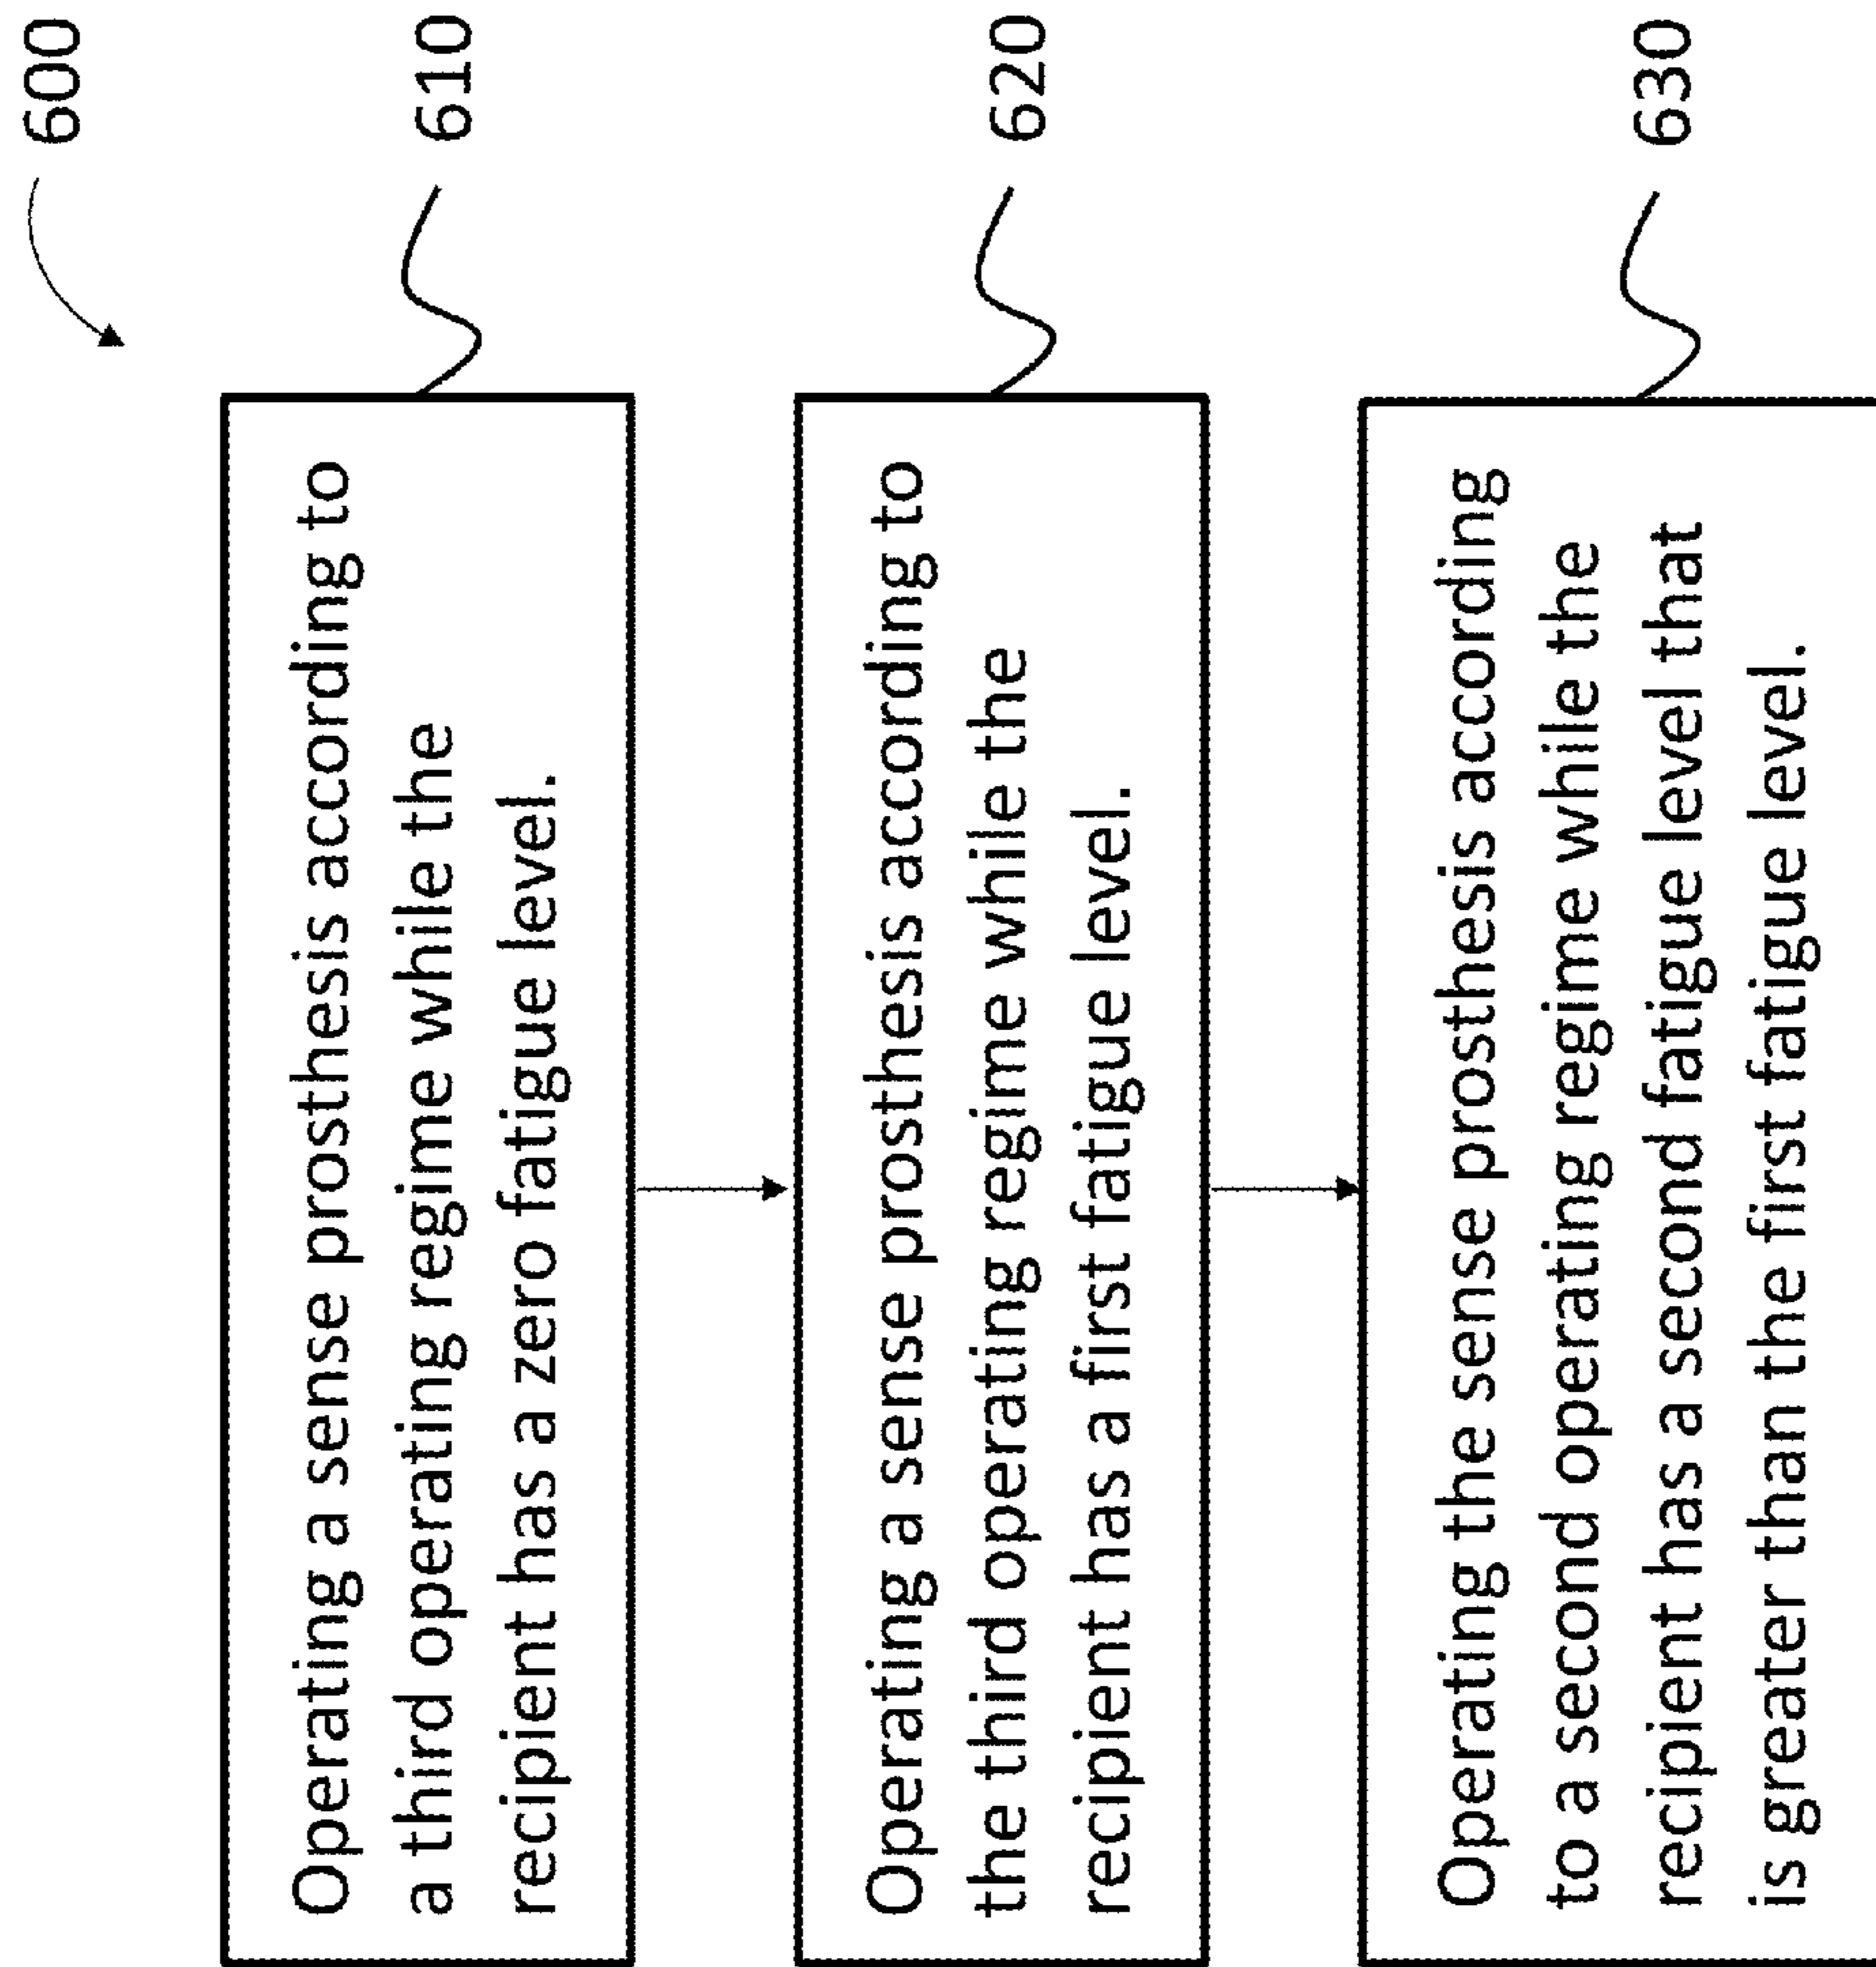 600
Operating a sense prosthesis according to
a third operating regime while the
recipient has a zero fatigue level.
610
Operating a sense prosthesis according to
the third operating regime while the
recipient has a first fatigue level.
620
Operating the sense prosthesis according
to a second operating regime while the
recipient has a second fatigue level that
is greater than the first fatigue level.
630